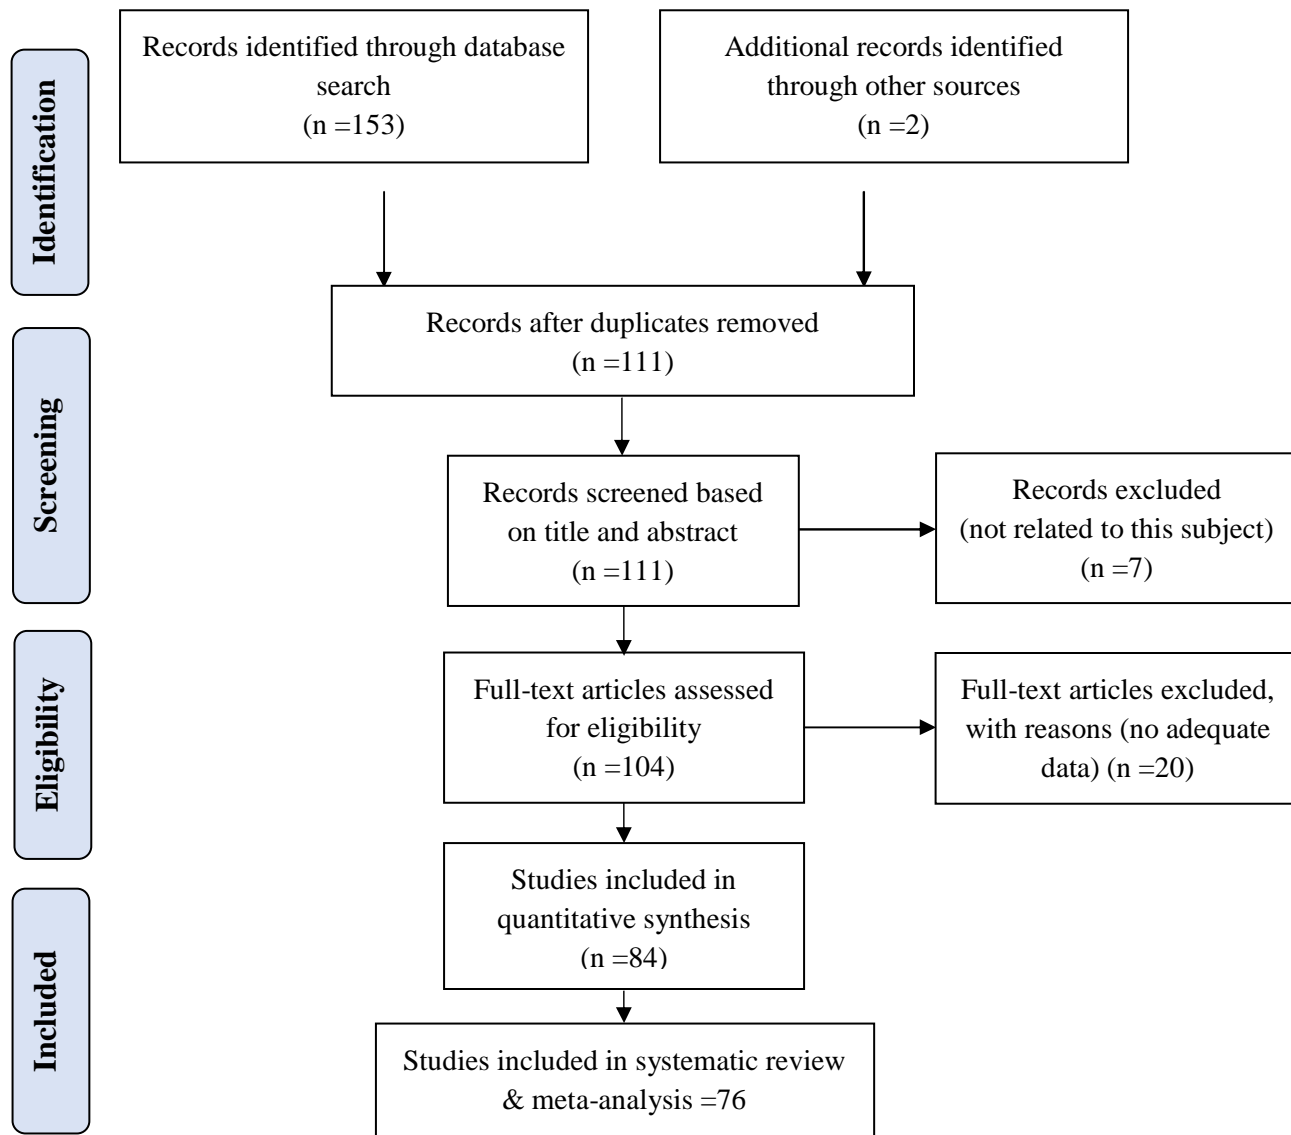 Identification
Records identified through database
search
(n =153)
Additional records identified
through other sources
(n =2)
Records after duplicates removed
(n =111)
Screening
Records screened based
on title and abstract
(n =111)
Records excluded
(not related to this subject)
(n =7)
Eligibility
Full-text articles assessed
for eligibility
(n =104)
Full-text articles excluded,
with reasons (no adequate
data) (n =20)
Included
Studies included in
quantitative synthesis
(n =84)
Studies included in systematic review
& meta-analysis =76